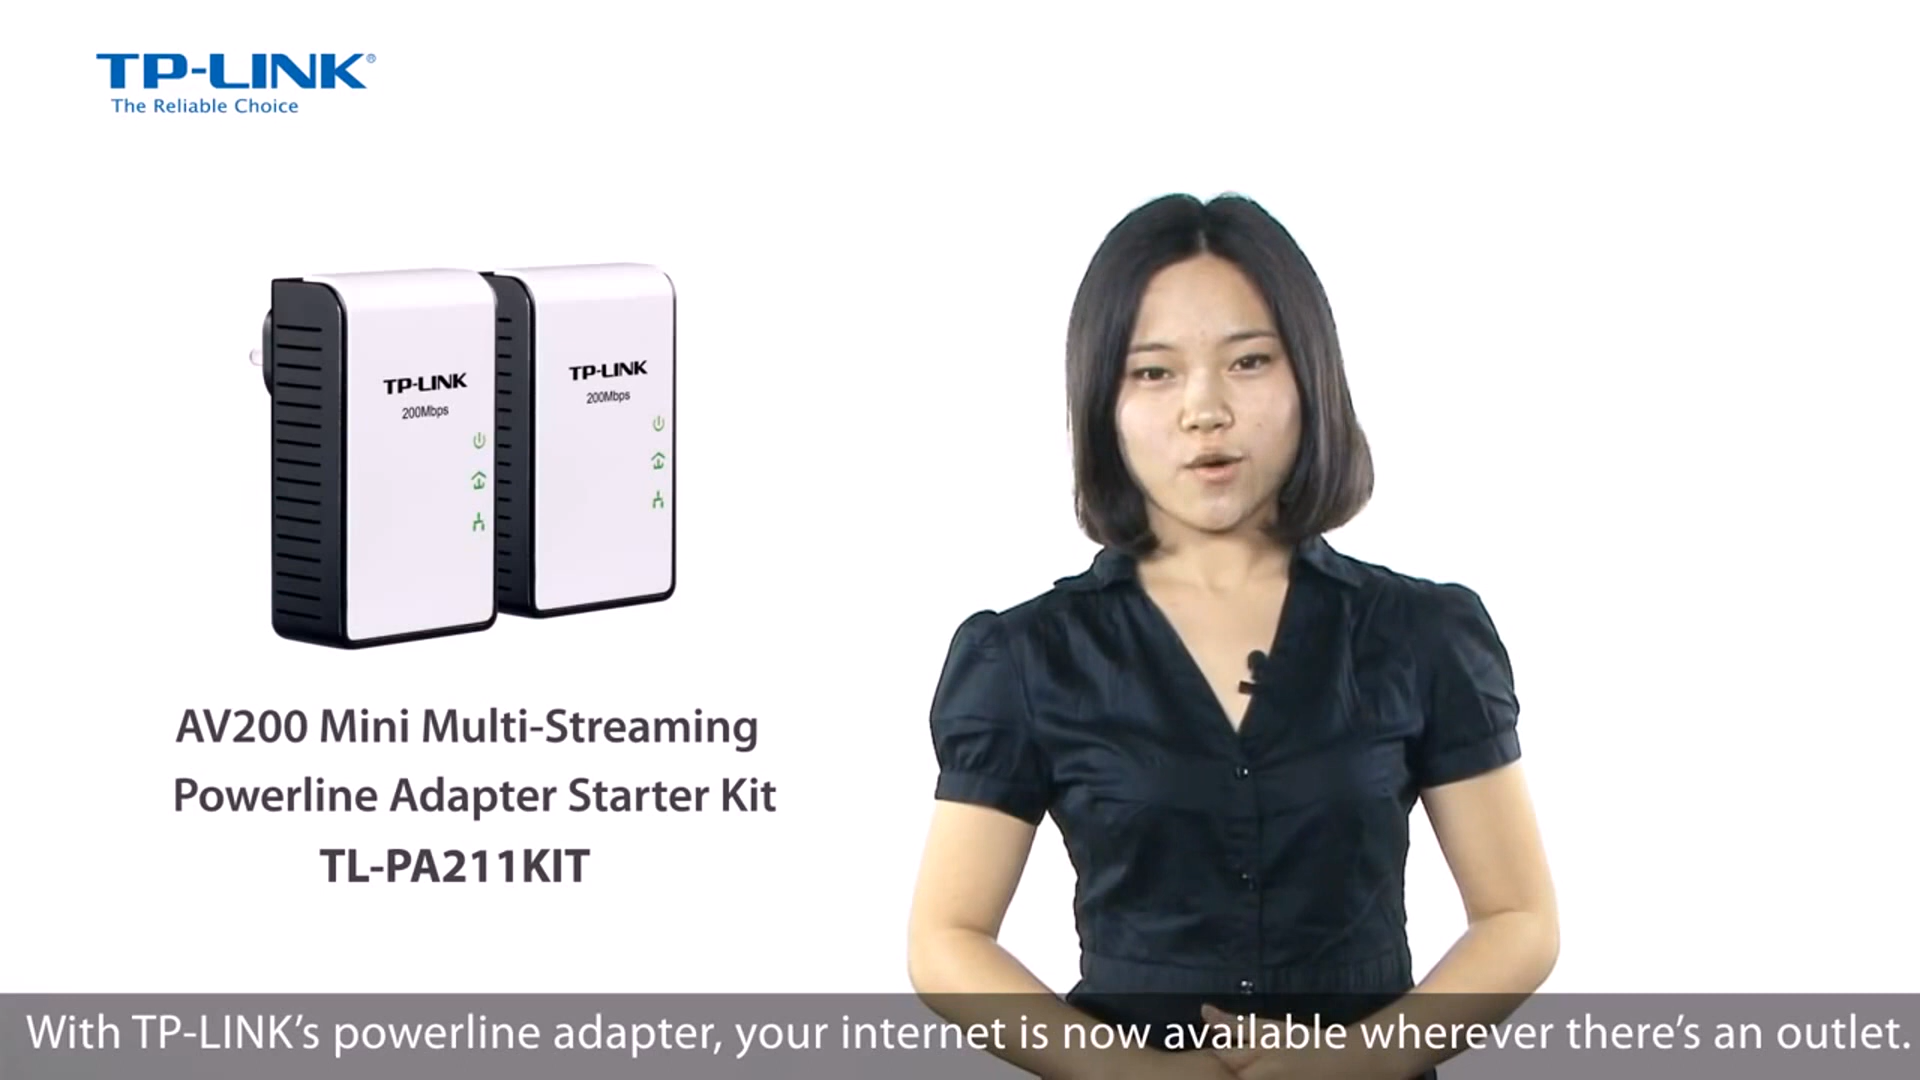 TP-LINK®
The Reliable Choice
TP-LINK
200Mbps
TP-LINK
200Mbps
AV200 Mini Multi-Streaming
Powerline Adapter Starter Kit
TL-PA211KIT
With TP-LINK’s powerline adapter, your internet is now available wherever there’s an outlet.